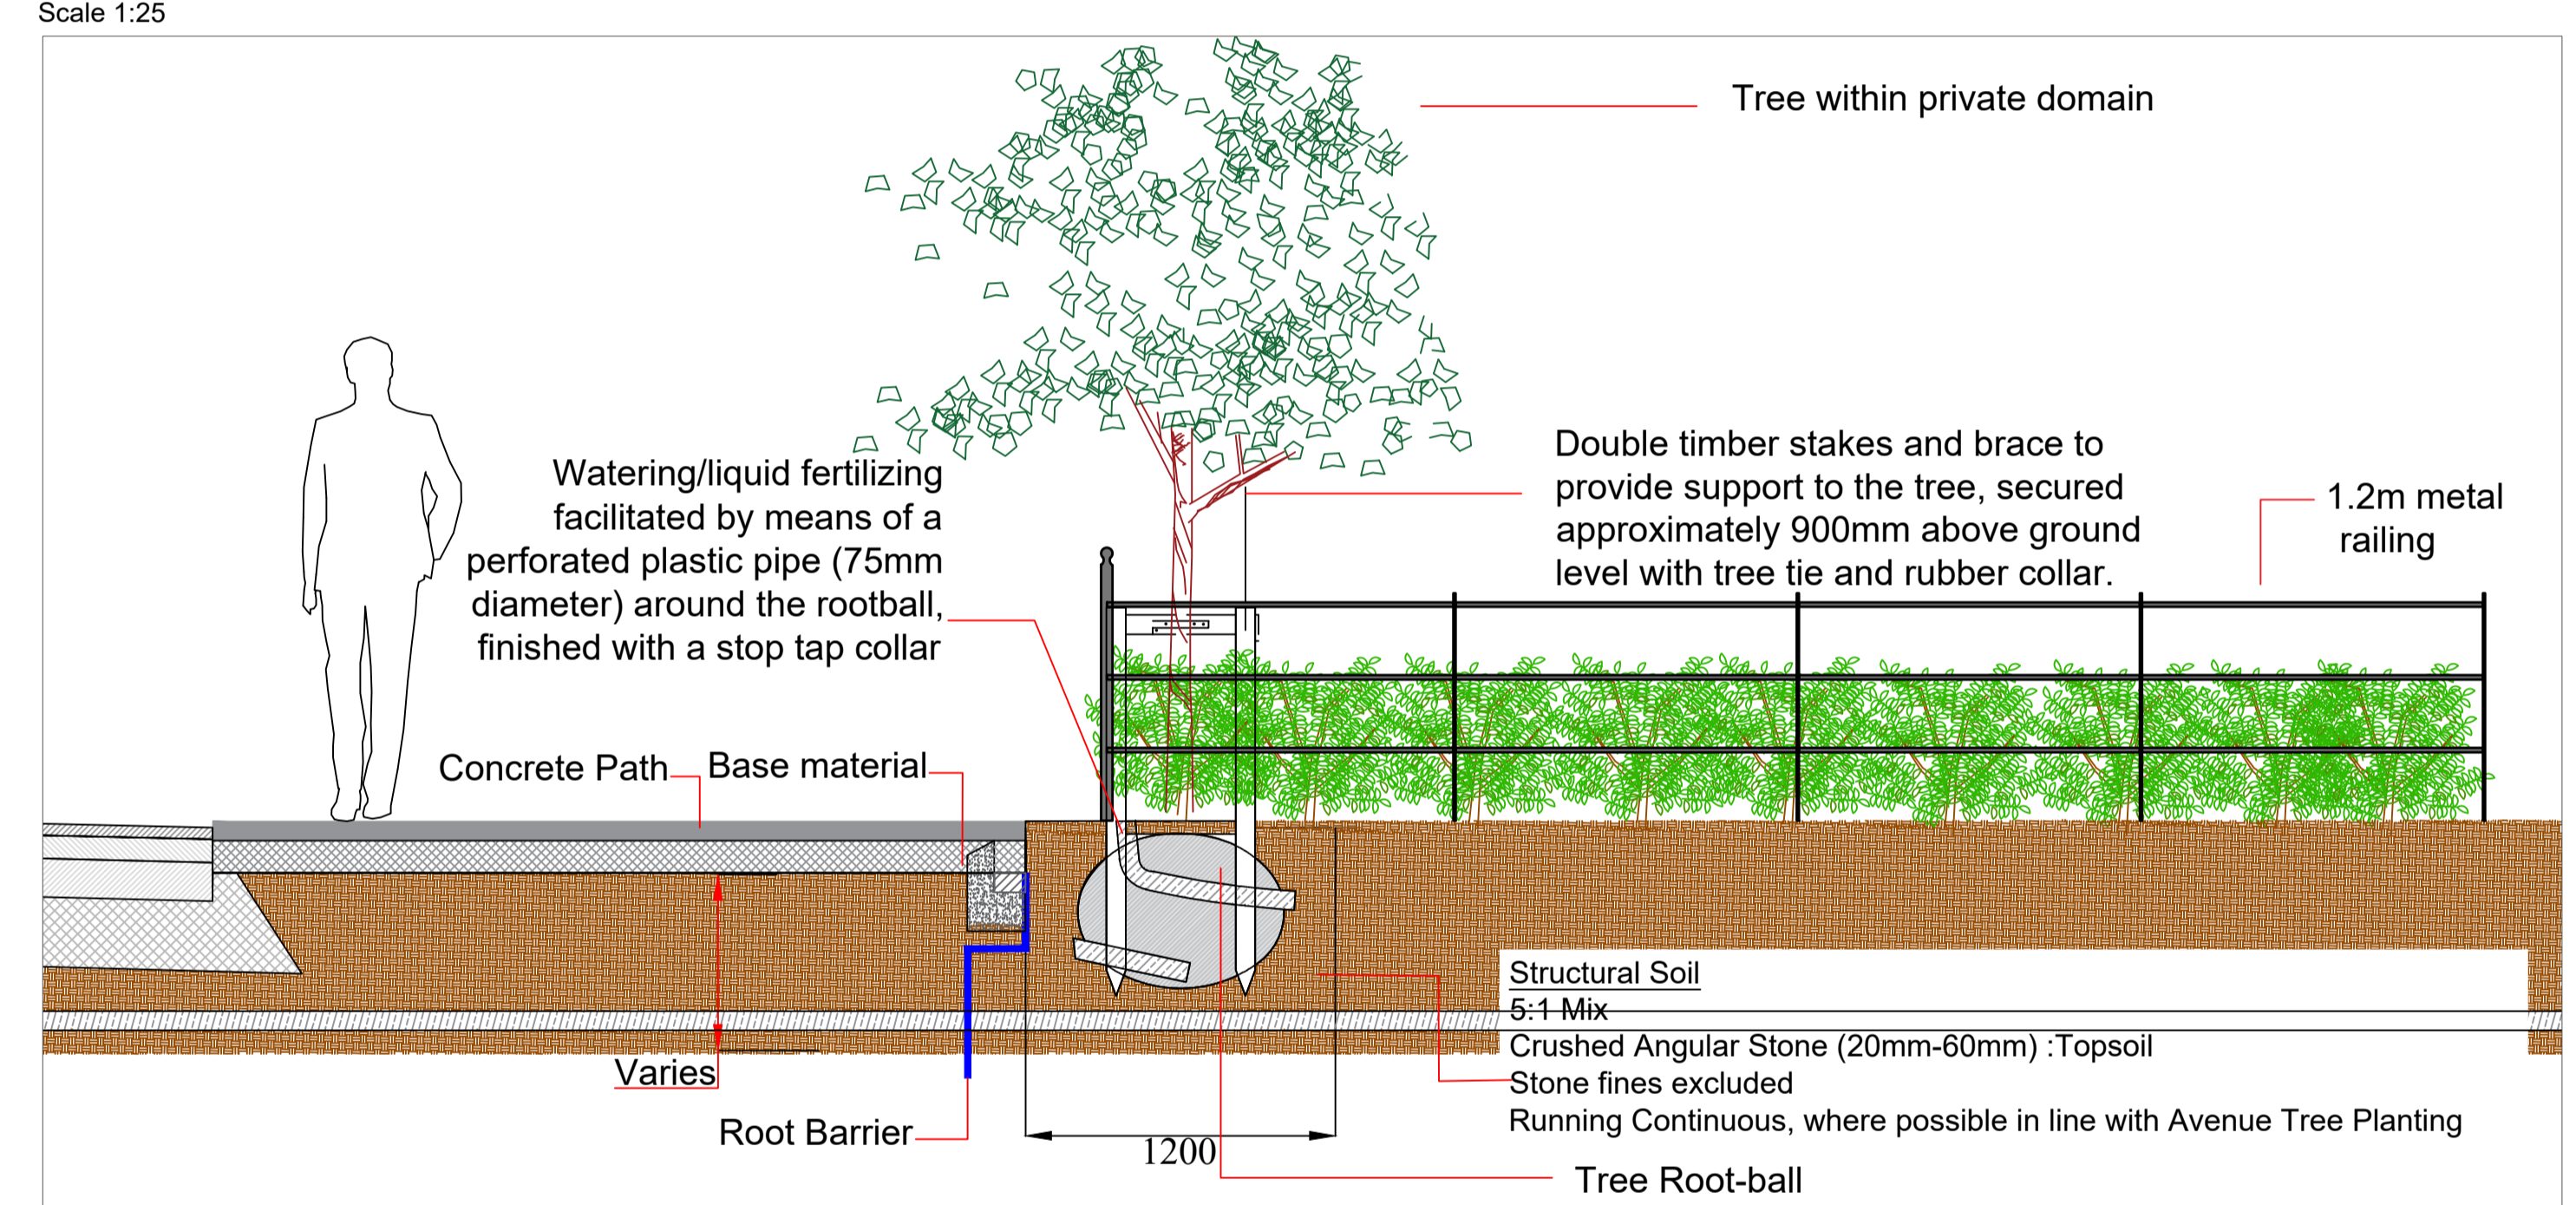 Scale 1:25
Tree within private domain
Watering/liquid fertilizing
facilitated by means of a
perforated plastic pipe (75mm
diameter) around the rootball,
finished with a stop tap collar
Double timber stakes and brace to
provide support to the tree, secured
approximately 900mm above ground
level with tree tie and rubber collar.
1.2m metal
railing
Concrete Path
Base material
Varies
Root Barrier
1200
Structural Soil
5:1 Mix
Crushed Angular Stone (20mm-60mm) :Topsoil
Stone fines excluded
Running Continuous, where possible in line with Avenue Tree Planting
Tree Root-ball